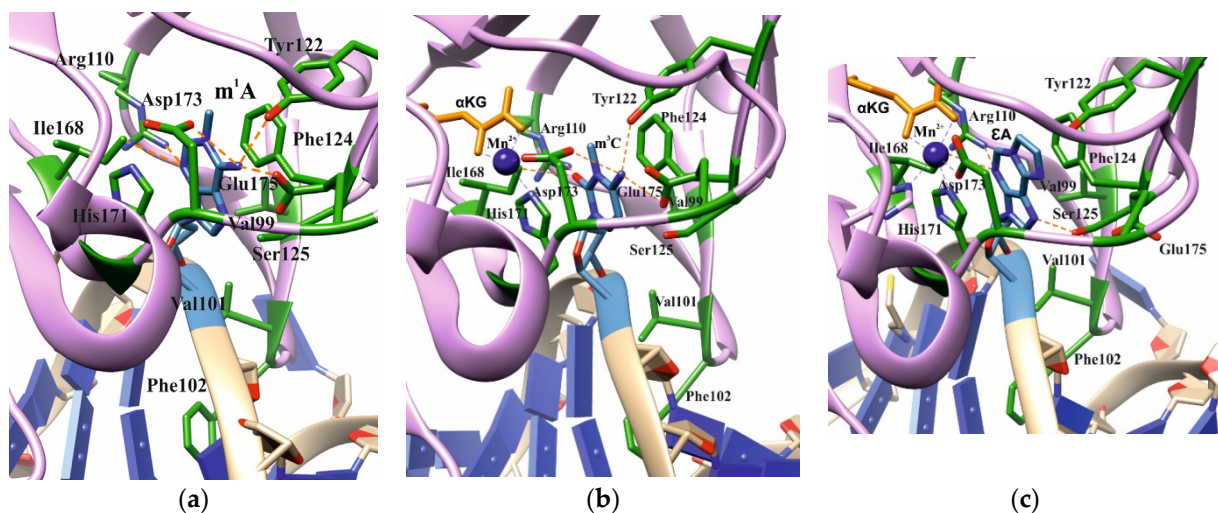 Arg110
Tyr122
Asp173
m¹A
Ile168
Phe124
Glu175
His171
Val99
Ser125
Val101
Phe102
(a)
αKG
Tyr122
Arg110
Phe124
Mn²⁺
m³C
Ile168
Asp173
Glu175
Val99
His171
Ser125
Val101
Phe102
(b)
αKG
Tyr122
Arg110
Mn²⁺
ƐA
Ile168
Phe124
Asp173
Val99
His171
Ser125
Glu175
Val101
Phe102
(c)